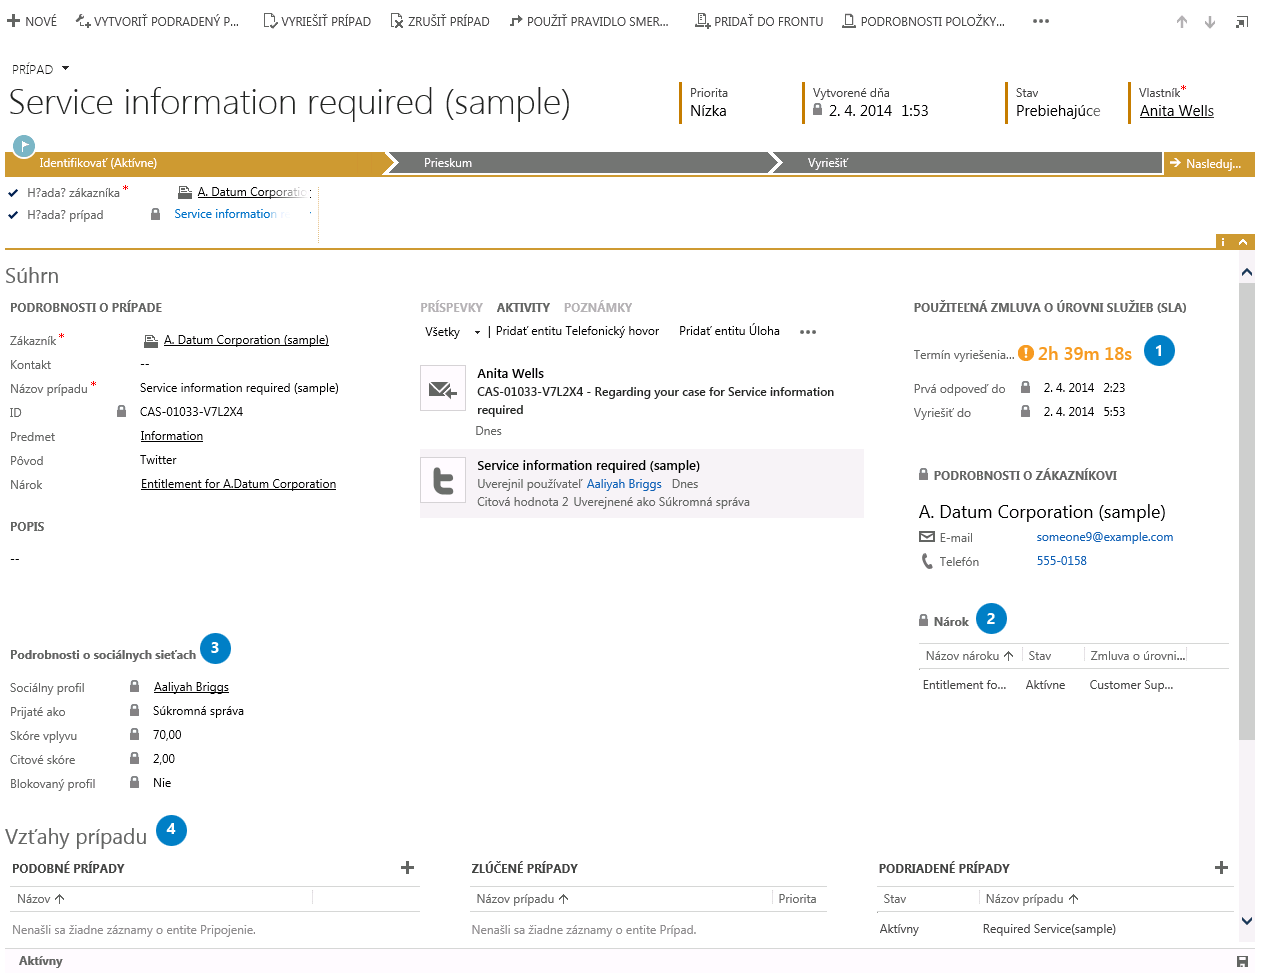 NOVÉ VYTVORIŤ PODRADENÝ P... VYRIEŠIŤ PRÍPAD ZRUŠIŤ PRÍPAD POUŽIŤ PRAVIDLO SMER... PRIDAŤ DO FRONTU PODROBNOSTI POLOŽKY... •••
PRÍPAD
Service information required (sample)
Priorita
Nízka
Vytvorené dňa
2. 4. 2014 1:53
Stav
Prebiehajúce
Vlastník*
Anita Wells
Identifikovať (Aktívne) Prieskum Vyriešiť Nasleduj...
H?ada? zákazníka* A. Datum Corporatio
H?ada? prípad Service information
Súhrn
PODROBNOSTI O PRÍPADE
Zákazník* A. Datum Corporation (sample)
Kontakt --
Názov prípadu* Service information required (sample)
ID CAS-01033-V7L2X4
Predmet Information
Pôvod Twitter
Nárok Entitlement for A.Datum Corporation
POPIS
--
Podrobnosti o sociálnych sieťach 3
Sociálny profil Aaliyah Briggs
Prijaté ako Súkromná správa
Skóre vplyvu 70,00
Citové skóre 2,00
Blokovaný profil Nie
PRÍSPEVKY AKTIVITY POZNÁMKY
Všetky | Pridať entitu Telefonický hovor Pridať entitu Úloha •••
Anita Wells
CAS-01033-V7L2X4 - Regarding your case for Service information
required
Dnes
Service information required (sample)
Uverejnil používateľ Aaliyah Briggs Dnes
Citová hodnota 2 Uverejnené ako Súkromná správa
POUŽITEĽNÁ ZMLUVA O ÚROVNI SLUŽIEB (SLA)
Termín vyriešenia... 2h 39m 18s 1
Prvá odpoveď do 2. 4. 2014 2:23
Vyriešiť do 2. 4. 2014 5:53
PODROBNOSTI O ZÁKAZNÍKOVI
A. Datum Corporation (sample)
E-mail someone9@example.com
Telefón 555-0158
Nárok 2
Názov nároku Stav Zmluva o úrovni...
Entitlement fo... Aktívne Customer Sup...
Vzťahy prípadu 4
PODOBNÉ PRÍPADY
Názov
Nenašli sa žiadne záznamy o entite Pripojenie.
ZLÚČENÉ PRÍPADY
Názov prípadu Priorita
Nenašli sa žiadne záznamy o entite Prípad.
PODRIADENÉ PRÍPADY
Stav Názov prípadu
Aktívny Required Service(sample)
Aktívny